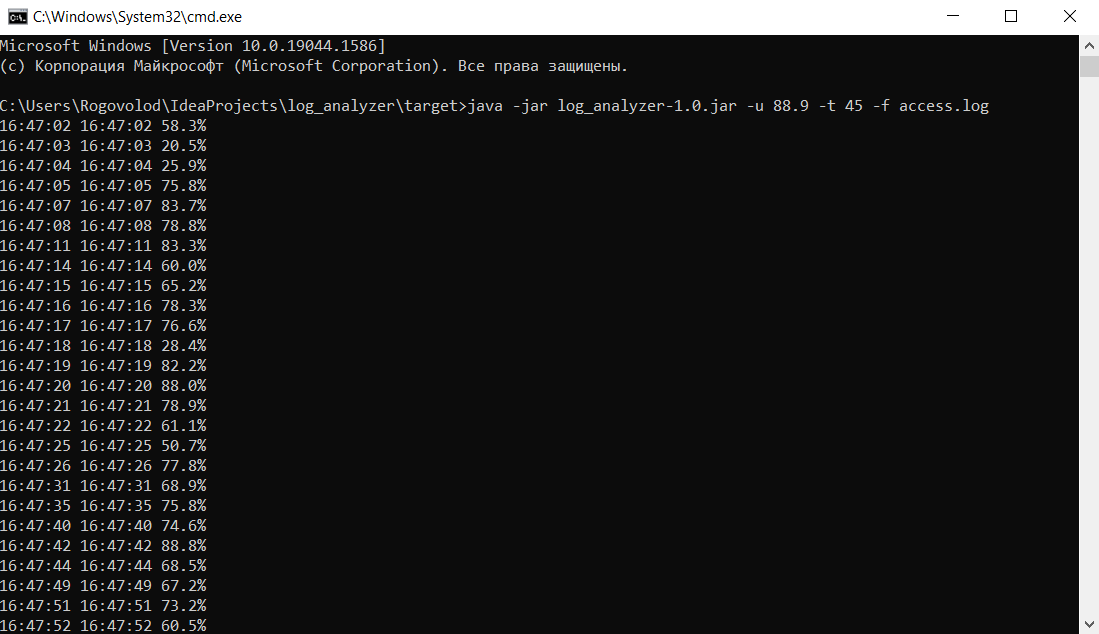 C:\Windows\System32\cmd.exe
Microsoft Windows [Version 10.0.19044.1586]
(c) Корпорация Майкрософт (Microsoft Corporation). Все права защищены.
C:\Users\Rogovolod\IdeaProjects\log_analyzer\target>java -jar log_analyzer-1.0.jar -u 88.9 -t 45 -f access.log
16:47:02 16:47:02 58.3%
16:47:03 16:47:03 20.5%
16:47:04 16:47:04 25.9%
16:47:05 16:47:05 75.8%
16:47:07 16:47:07 83.7%
16:47:08 16:47:08 78.8%
16:47:11 16:47:11 83.3%
16:47:14 16:47:14 60.0%
16:47:15 16:47:15 65.2%
16:47:16 16:47:16 78.3%
16:47:17 16:47:17 76.6%
16:47:18 16:47:18 28.4%
16:47:19 16:47:19 82.2%
16:47:20 16:47:20 88.0%
16:47:21 16:47:21 78.9%
16:47:22 16:47:22 61.1%
16:47:25 16:47:25 50.7%
16:47:26 16:47:26 77.8%
16:47:31 16:47:31 68.9%
16:47:35 16:47:35 75.8%
16:47:40 16:47:40 74.6%
16:47:42 16:47:42 88.8%
16:47:44 16:47:44 68.5%
16:47:49 16:47:49 67.2%
16:47:51 16:47:51 73.2%
16:47:52 16:47:52 60.5%